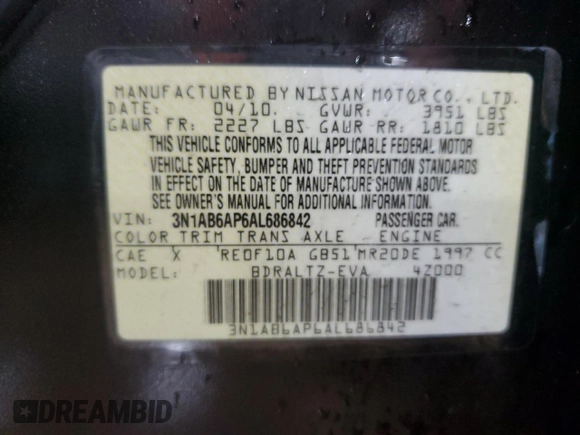 MANUFACTURED BY NISSAN MOTOR CO., LTD.
DATE: 04/10. GVWR: 3951 LBS
GAWR FR: 2227 LBS GAWR RR: 1810 LBS
THIS VEHICLE CONFORMS TO ALL APPLICABLE FEDERAL MOTOR
VEHICLE SAFETY, BUMPER AND THEFT PREVENTION STANDARDS
IN EFFECT ON THE DATE OF MANUFACTURE SHOWN ABOVE.
SEE OWNER'S MANUAL FOR ADDITIONAL INFORMATION.
VIN: 3N1AB6AP6AL686842 PASSENGER CAR.
COLOR TRIM TRANS AXLE - ENGINE
CAE X RE0F10A GB51 MR20DE 1997 CC
MODEL: BDRALTZ-EVA 4Z000
3N1AB6AP6AL686842
DREAMBID